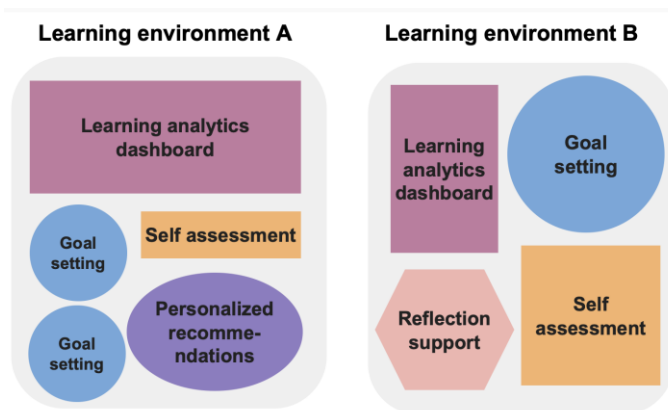 Learning environment A
Learning analytics
dashboard
Goal
setting
Self assessment
Goal
setting
Personalized
recomme-
ndations
Learning environment B
Learning
analytics
dashboard
Goal
setting
Reflection
support
Self
assessment